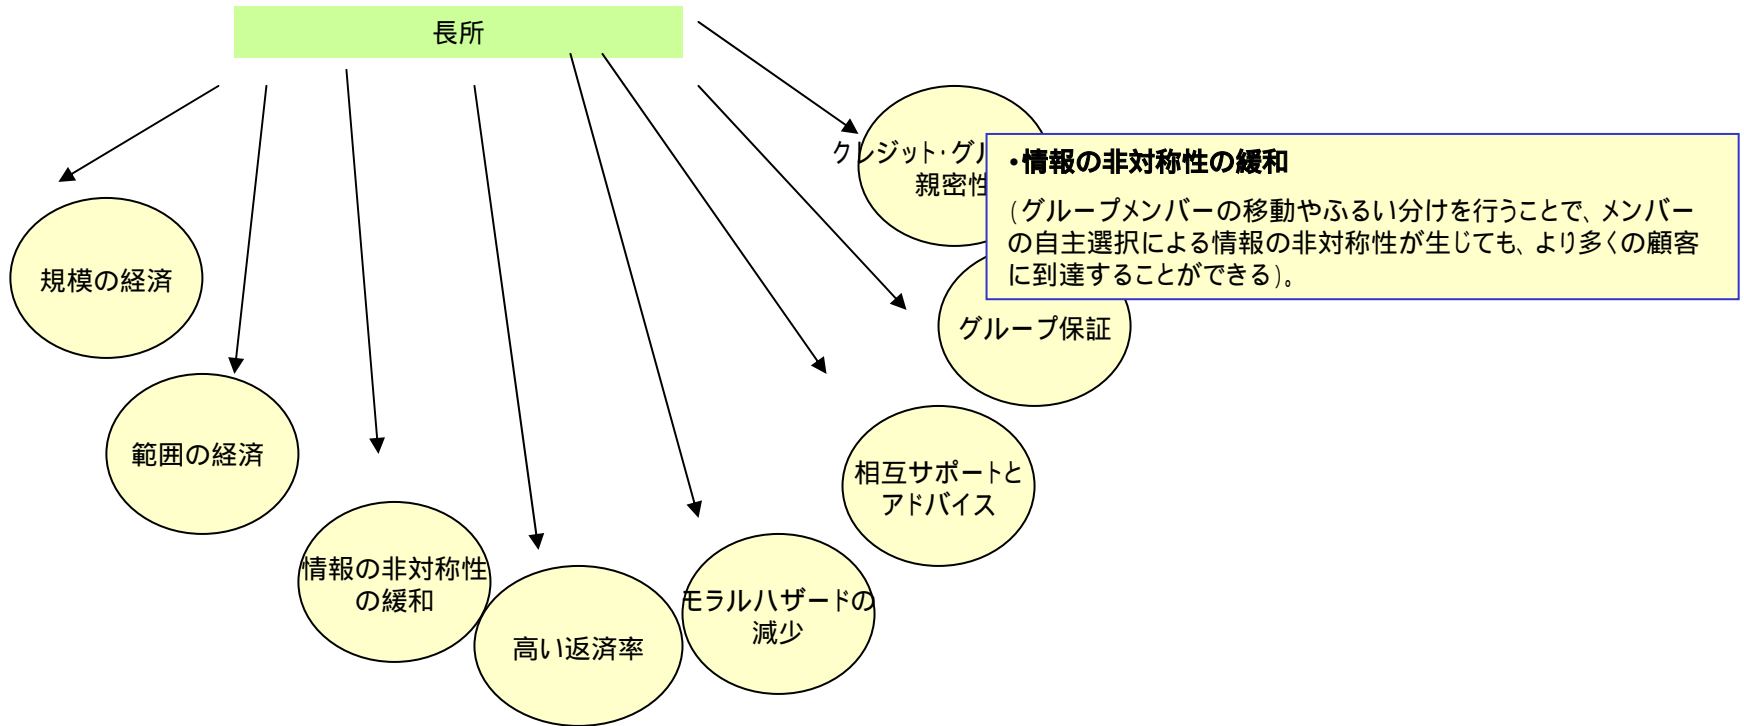 長所
クレジット・グル
親密性
・情報の非対称性の緩和
(グループメンバーの移動やふるい分けを行うことで、メンバー
の自主選択による情報の非対称性が生じても、より多くの顧客
に到達することができる)。
規模の経済
グループ保証
範囲の経済
相互サポートと
アドバイス
情報の非対称性
の緩和
高い返済率
モラルハザードの
減少